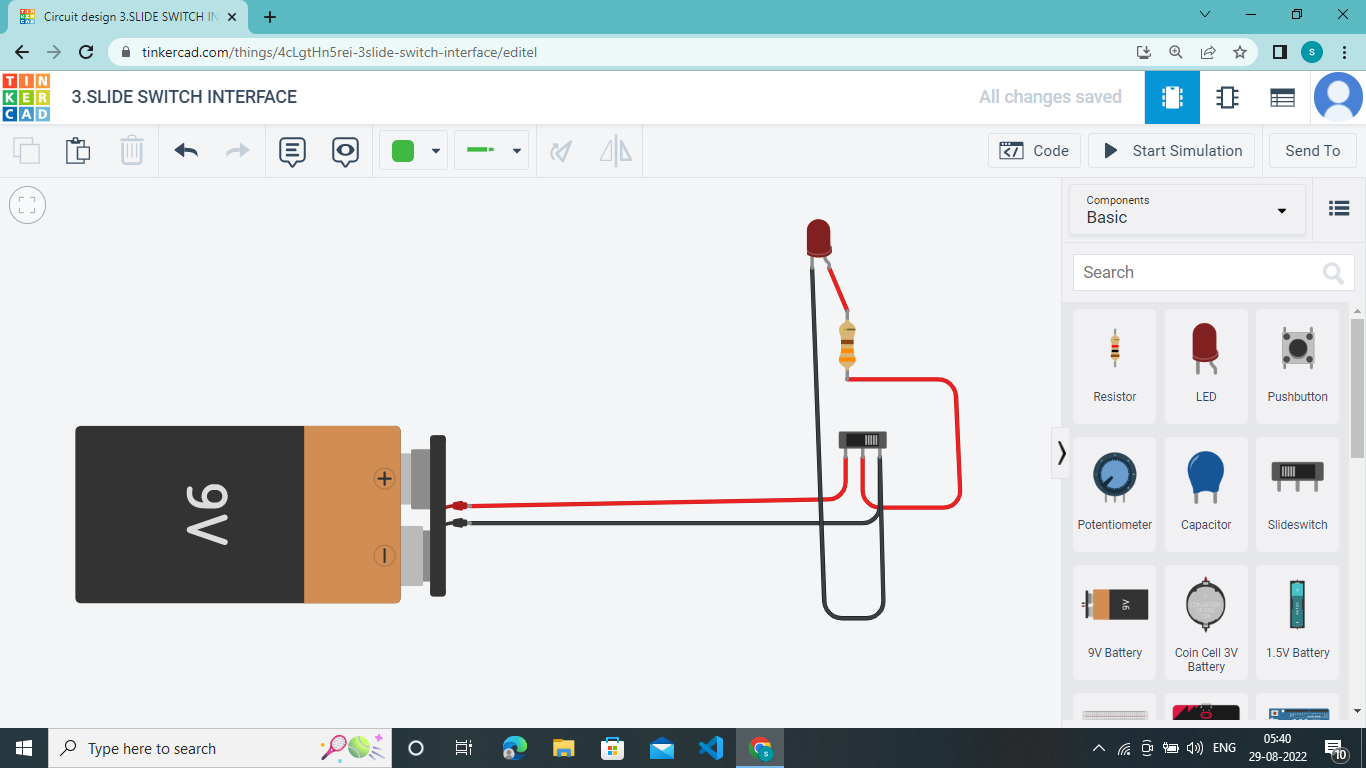 Circuit design 3.SLIDE SWITCH IN
tinkercad.com/things/4cLgtHn5rei-3slide-switch-interface/editel
S
TIN
KER
CAD
3.SLIDE SWITCH INTERFACE
All changes saved
Code
Start Simulation
Send To
Components
Basic
Search
Resistor
LED
Pushbutton
Potentiometer
Capacitor
Slideswitch
9V Battery
Coin Cell 3V
Battery
1.5V Battery
9V
+
−
9V
Type here to search
S
ENG
05:40
29-08-2022
10